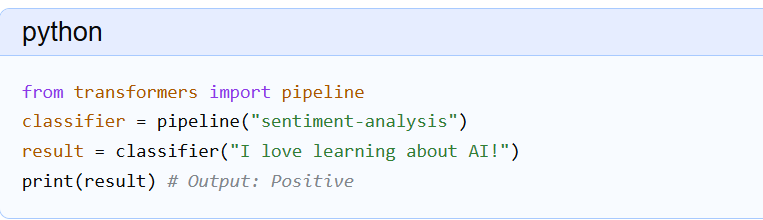 python
from transformers import pipeline
classifier = pipeline("sentiment-analysis")
result = classifier("I love learning about AI!")
print(result) # Output: Positive